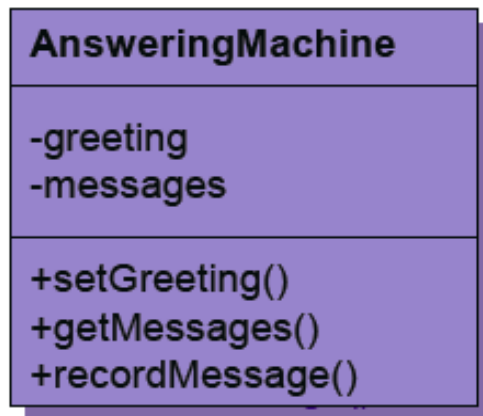 AnsweringMachine
-greeting
-messages
+setGreeting()
+getMessages()
+recordMessage()